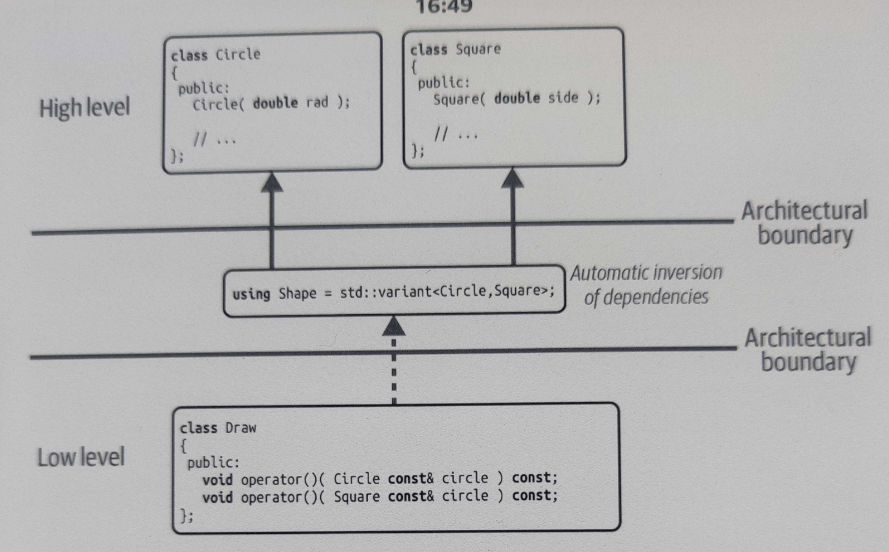 16:49
class Circle
{
public:
Circle( double rad );
// ...
};
class Square
{
public:
Square( double side );
// ...
};
High level
Architectural
boundary
using Shape = std::variant<Circle,Square>;
Automatic inversion
of dependencies
Architectural
boundary
Low level
class Draw
{
public:
void operator()( Circle const& circle ) const;
void operator()( Square const& circle ) const;
};